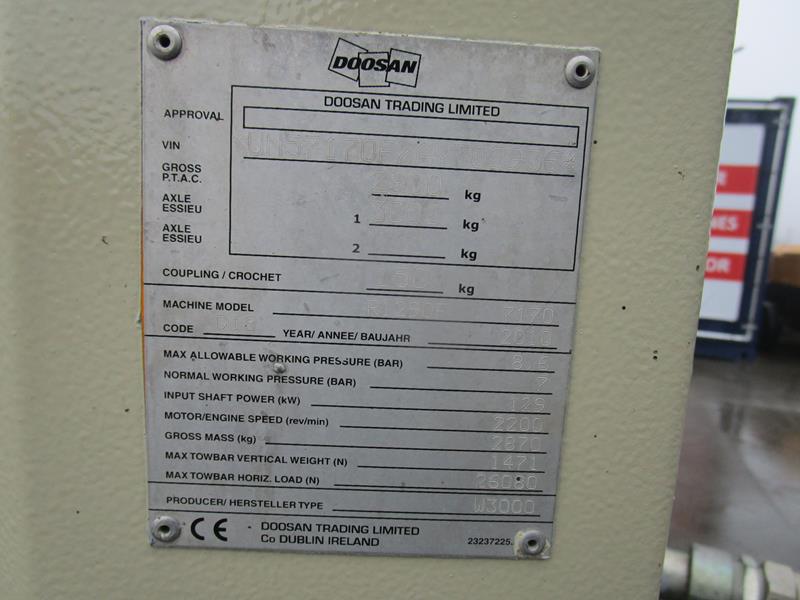 DOOSAN
DOOSAN TRADING LIMITED
APPROVAL
VIN
GROSS
P.T.A.C. kg
AXLE
ESSIEU 1 kg
AXLE
ESSIEU 2 kg
COUPLING / CROCHET kg
MACHINE MODEL 7170
CODE YEAR/ ANNEE/ BAUJAHR
MAX ALLOWABLE WORKING PRESSURE (BAR) 8.6
NORMAL WORKING PRESSURE (BAR) 7
INPUT SHAFT POWER (kW) 129
MOTOR/ENGINE SPEED (rev/min) 2200
GROSS MASS (kg) 2870
MAX TOWBAR VERTICAL WEIGHT (N) 1471
MAX TOWBAR HORIZ. LOAD (N) 26080
PRODUCER/ HERSTELLER TYPE W3000
CE DOOSAN TRADING LIMITED
Co DUBLIN IRELAND 23237225.